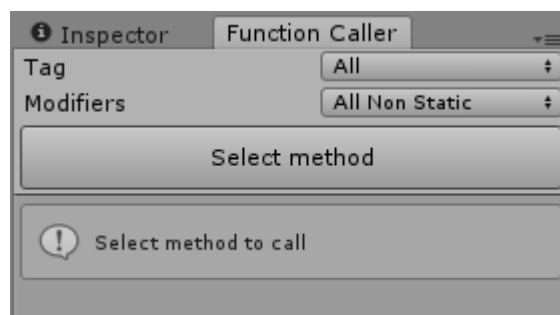 Inspector Function Caller
Tag All
Modifiers All Non Static
Select method
Select method to call